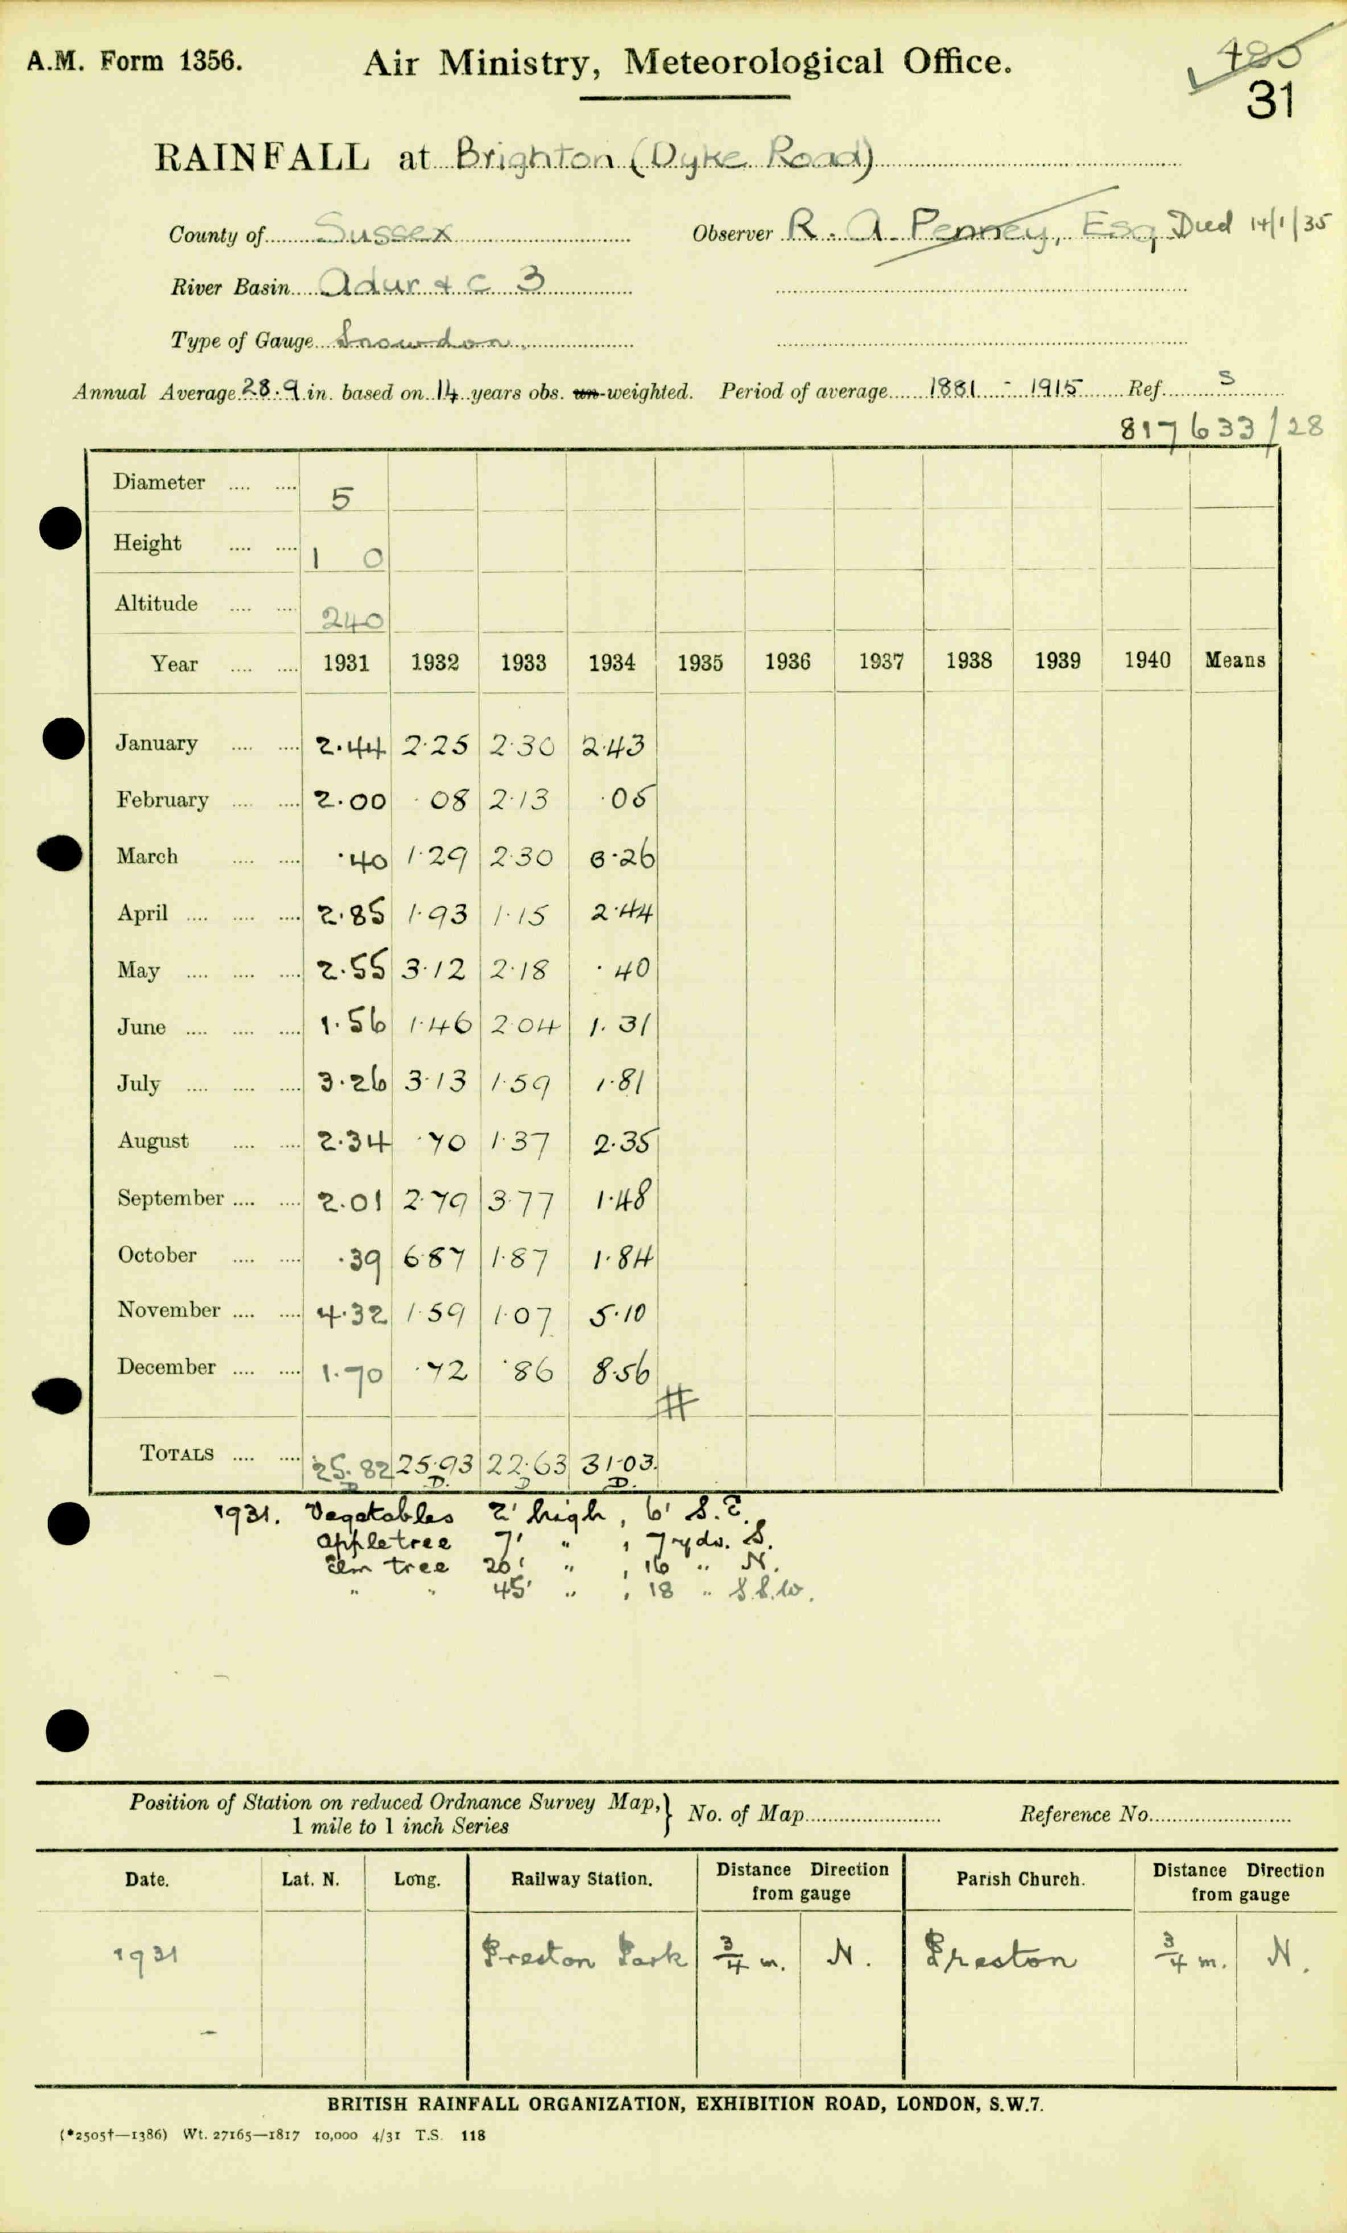 A.M. Form 1356. Air Ministry, Meteorological Office. 485
31
RAINFALL at Brighton (Dyke Road)
County of Sussex Observer R. A. Penney, Esq Died 14/1/35
River Basin Adur & C 3
Type of Gauge Snowdon.
Annual Average 28.9 in. based on 14 years obs. un-weighted. Period of average 1881 - 1915 Ref. S
817633/28
Diameter 5
Height 1 0
Altitude 240
Year 1931 1932 1933 1934 1935 1936 1937 1938 1939 1940 Means
January 2.44 2.25 2.30 2.43
February 2.00 .08 2.13 .05
March .40 1.29 2.30 3.26
April 2.85 1.93 1.15 2.44
May 2.55 3.12 2.18 .40
June 1.56 1.46 2.04 1.31
July 3.26 3.13 1.59 1.81
August 2.34 .70 1.37 2.35
September 2.01 2.79 3.77 1.48
October .39 6.87 1.87 1.84
November 4.32 1.59 1.07 5.10
December 1.70 .72 .86 8.56
#
TOTALS 25.82 25.93 22.63 31.03.
D D. D D.
1931. Vegetables 2' high, 6' S.E.
Appletree 7' " , 7 yds. S.
Elm tree 20' " , 16 " N.
" " 45' " , 18 " S.S.W.
Position of Station on reduced Ordnance Survey Map, 1 mile to 1 inch Series } No. of Map Reference No.
Date. Lat. N. Long. Railway Station. Distance Direction from gauge Parish Church. Distance Direction from gauge
1931 Preston Park 3/4 m. N. Preston 3/4 m. N.
BRITISH RAINFALL ORGANIZATION, EXHIBITION ROAD, LONDON, S.W.7.
(*2505†—1386) Wt. 27165—1817 10,000 4/31 T.S. 118